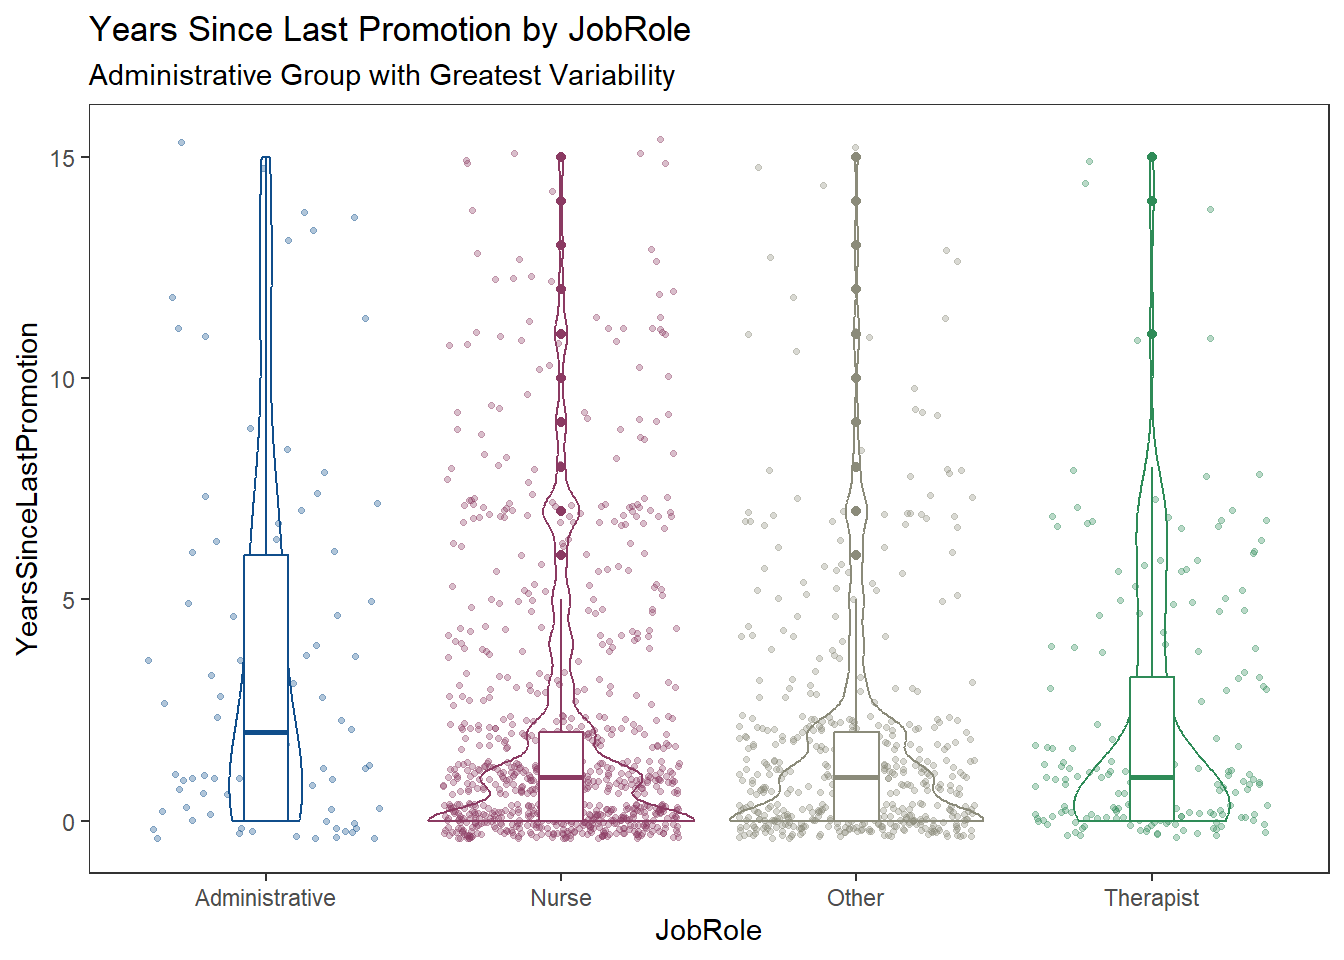 Years Since Last Promotion by JobRole
Administrative Group with Greatest Variability
YearsSinceLastPromotion
15
10
5
0
Administrative
Nurse
Other
Therapist
JobRole